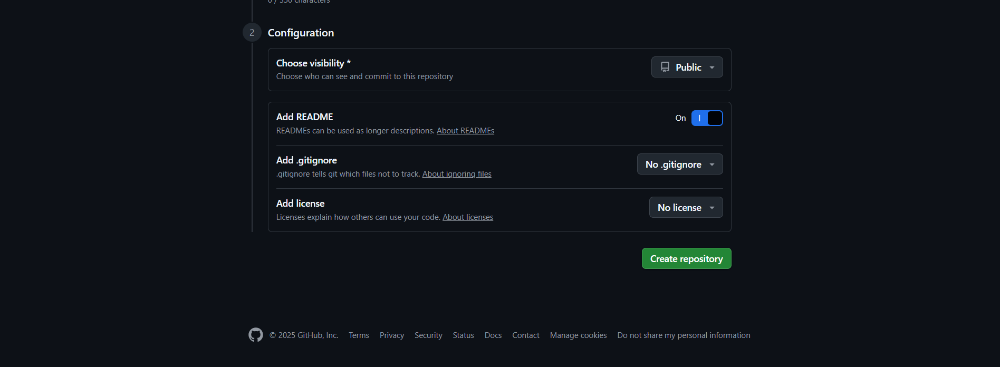 0 / 350 characters
2
Configuration
Choose visibility *
Choose who can see and commit to this repository
Public
Add README
READMEs can be used as longer descriptions. About READMEs
On
Add .gitignore
.gitignore tells git which files not to track. About ignoring files
No .gitignore
Add license
Licenses explain how others can use your code. About licenses
No license
Create repository
© 2025 GitHub, Inc. Terms Privacy Security Status Docs Contact Manage cookies Do not share my personal information